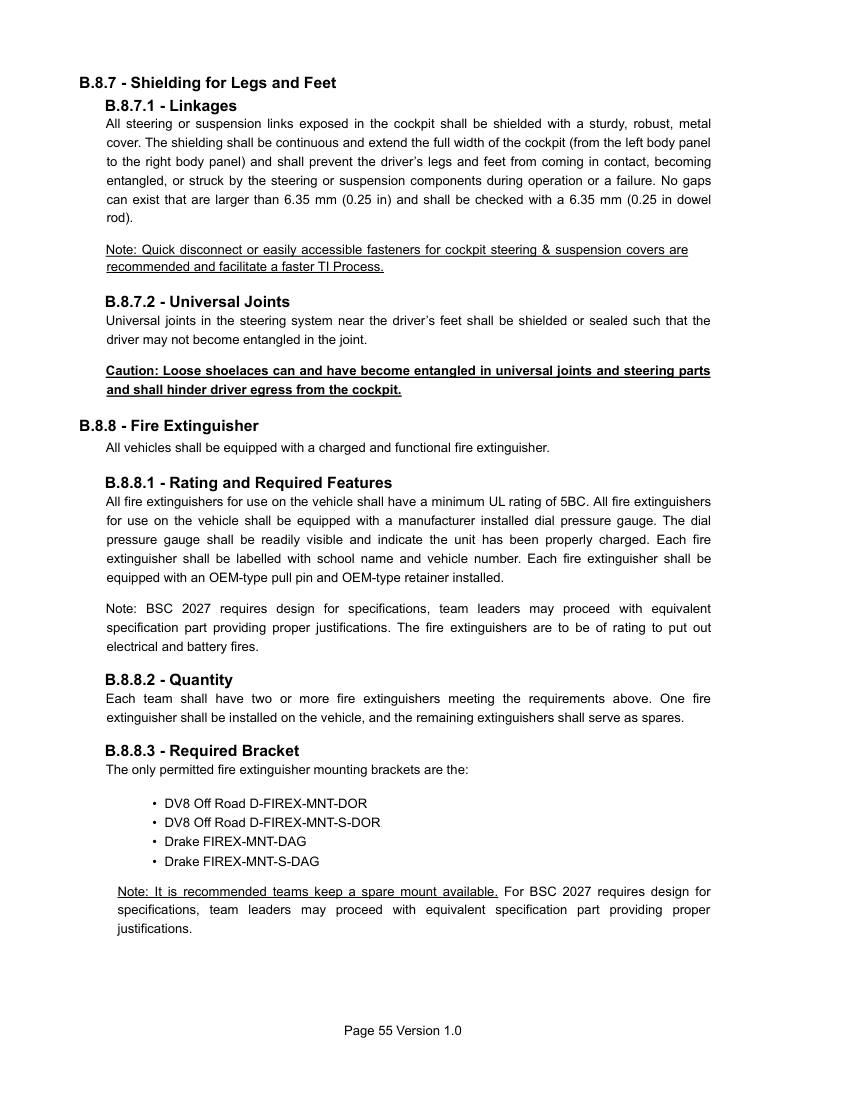 B.8.7 - Shielding for Legs and Feet
B.8.7.1 - Linkages
All steering or suspension links exposed in the cockpit shall be shielded with a sturdy, robust, metal
cover. The shielding shall be continuous and extend the full width of the cockpit (from the left body panel
to the right body panel) and shall prevent the driver’s legs and feet from coming in contact, becoming
entangled, or struck by the steering or suspension components during operation or a failure. No gaps
can exist that are larger than 6.35 mm (0.25 in) and shall be checked with a 6.35 mm (0.25 in dowel
rod).
Note: Quick disconnect or easily accessible fasteners for cockpit steering & suspension covers are
recommended and facilitate a faster TI Process.
B.8.7.2 - Universal Joints
Universal joints in the steering system near the driver’s feet shall be shielded or sealed such that the
driver may not become entangled in the joint.
Caution: Loose shoelaces can and have become entangled in universal joints and steering parts
and shall hinder driver egress from the cockpit.
B.8.8 - Fire Extinguisher
All vehicles shall be equipped with a charged and functional fire extinguisher.
B.8.8.1 - Rating and Required Features
All fire extinguishers for use on the vehicle shall have a minimum UL rating of 5BC. All fire extinguishers
for use on the vehicle shall be equipped with a manufacturer installed dial pressure gauge. The dial
pressure gauge shall be readily visible and indicate the unit has been properly charged. Each fire
extinguisher shall be labelled with school name and vehicle number. Each fire extinguisher shall be
equipped with an OEM-type pull pin and OEM-type retainer installed.
Note: BSC 2027 requires design for specifications, team leaders may proceed with equivalent
specification part providing proper justifications. The fire extinguishers are to be of rating to put out
electrical and battery fires.
B.8.8.2 - Quantity
Each team shall have two or more fire extinguishers meeting the requirements above. One fire
extinguisher shall be installed on the vehicle, and the remaining extinguishers shall serve as spares.
B.8.8.3 - Required Bracket
The only permitted fire extinguisher mounting brackets are the:
• DV8 Off Road D-FIREX-MNT-DOR
• DV8 Off Road D-FIREX-MNT-S-DOR
• Drake FIREX-MNT-DAG
• Drake FIREX-MNT-S-DAG
Note: It is recommended teams keep a spare mount available. For BSC 2027 requires design for
specifications, team leaders may proceed with equivalent specification part providing proper
justifications.
Page 55 Version 1.0